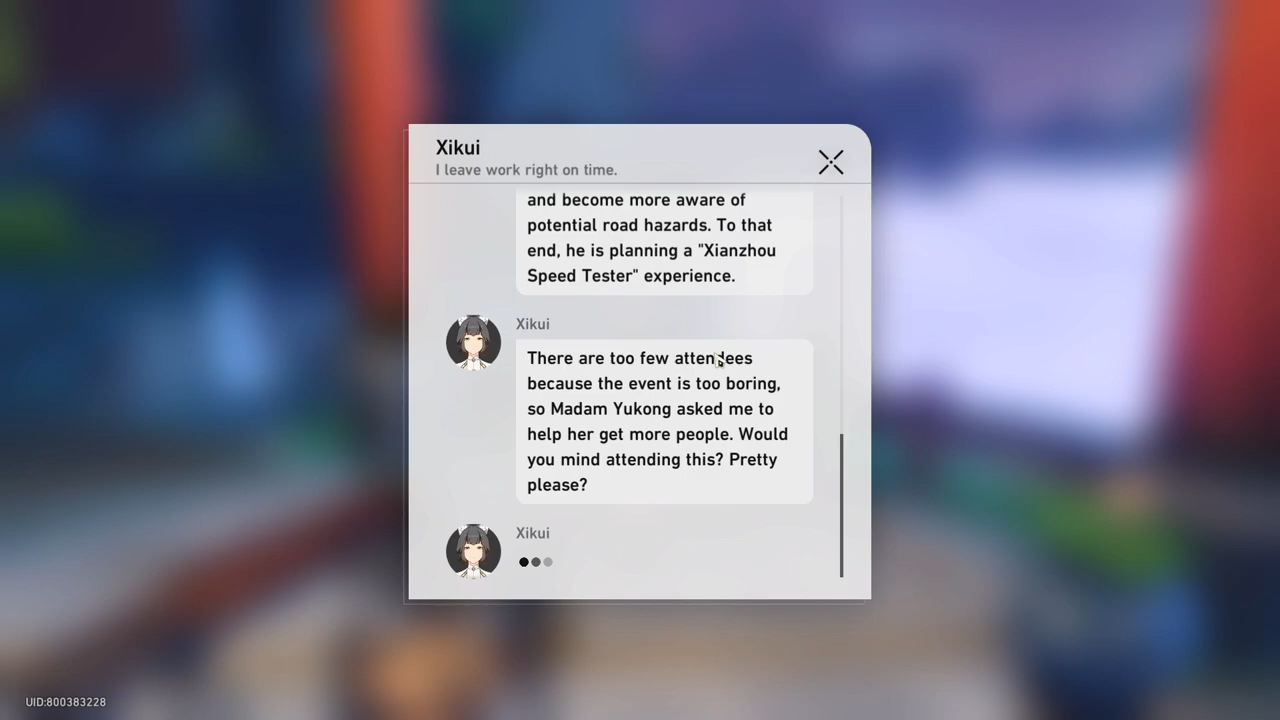 Xikui
I leave work right on time.
and become more aware of
potential road hazards. To that
end, he is planning a "Xianzhou
Speed Tester" experience.
Xikui
There are too few attendees
because the event is too boring,
so Madam Yukong asked me to
help her get more people. Would
you mind attending this? Pretty
please?
Xikui
UID:800383228